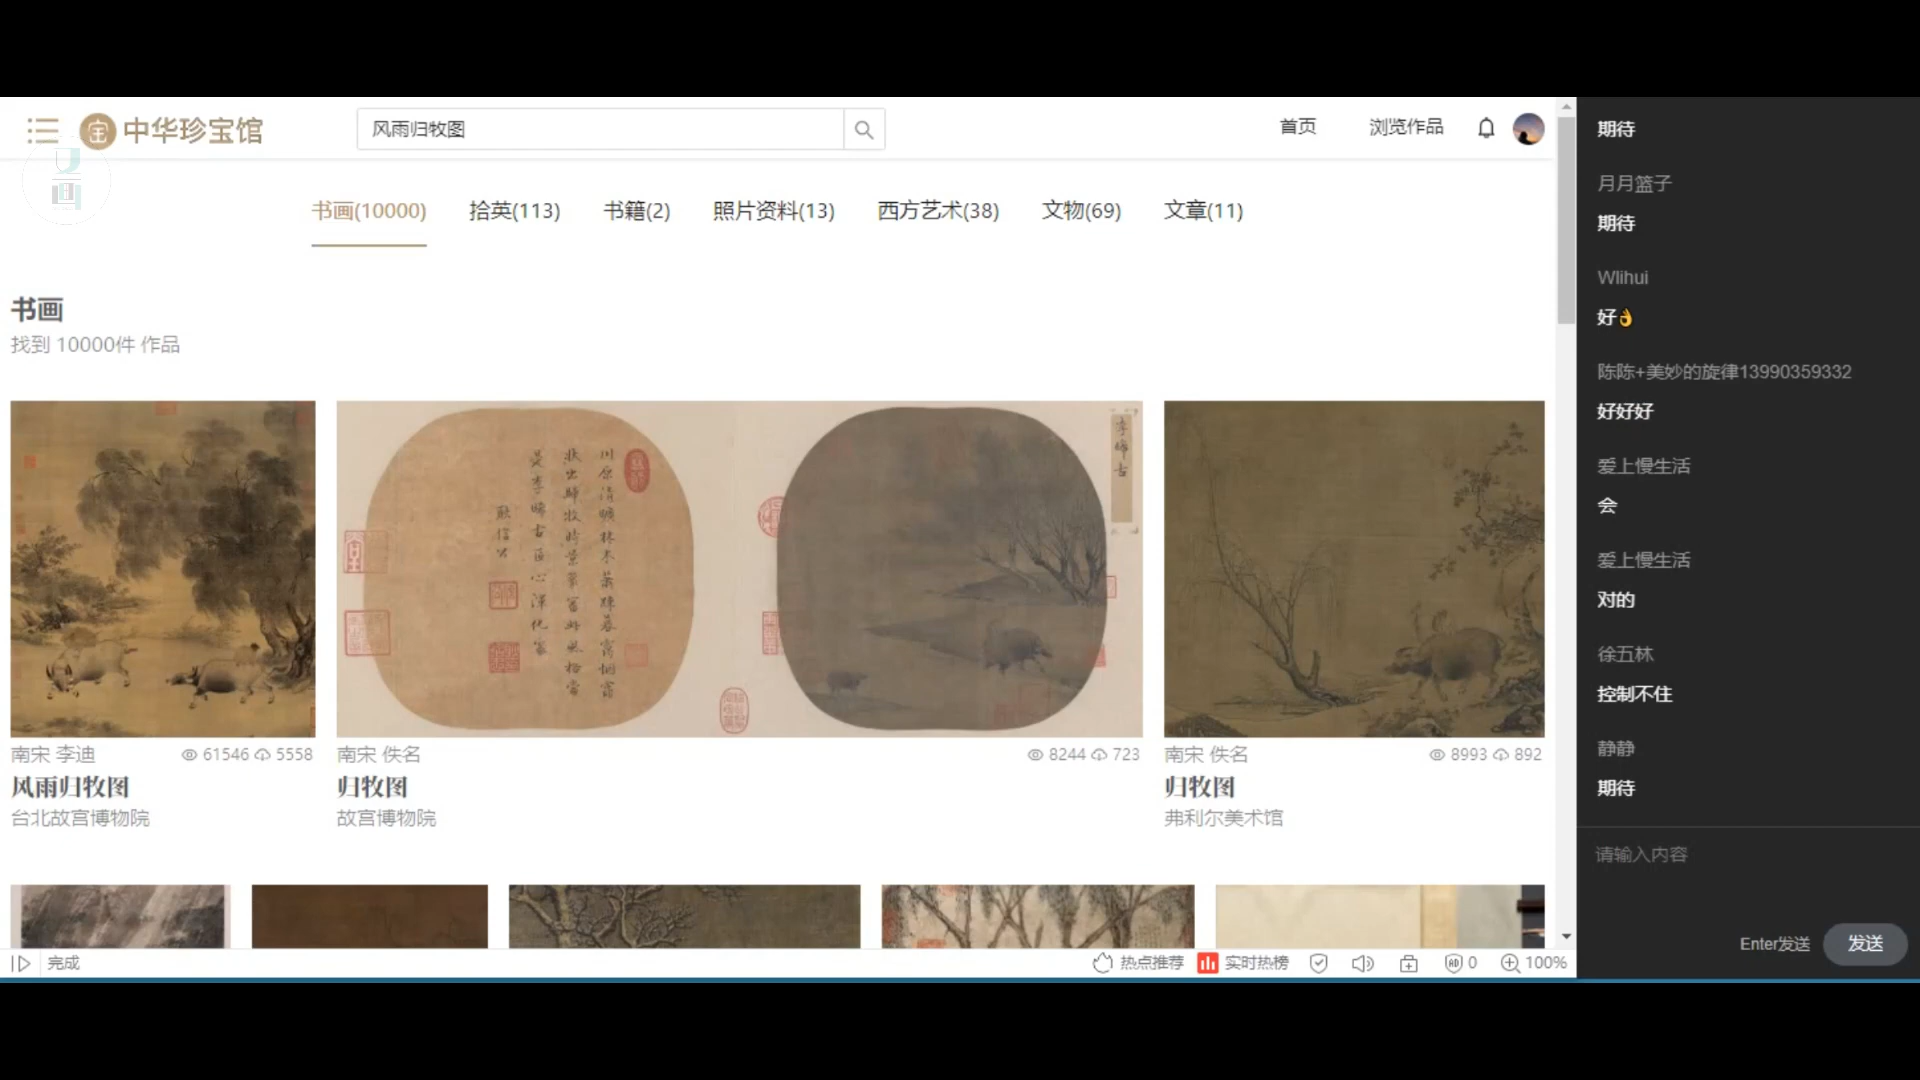 中华珍宝馆
风雨归牧图
首页
浏览作品
书画(10000)
拾英(113)
书籍(2)
照片资料(13)
西方艺术(38)
文物(69)
文章(11)
书画
找到 10000件 作品
李晞古
南宋 李迪
61546
5558
风雨归牧图
台北故宫博物院
南宋 佚名
8244
723
归牧图
故宫博物院
南宋 佚名
8993
892
归牧图
弗利尔美术馆
完成
热点推荐
实时热榜
0
100%
期待
月月篮子
期待
Wlihui
好👌
陈陈+美妙的旋律13990359332
好好好
爱上慢生活
会
爱上慢生活
对的
徐五林
控制不住
静静
期待
请输入内容
Enter发送
发送